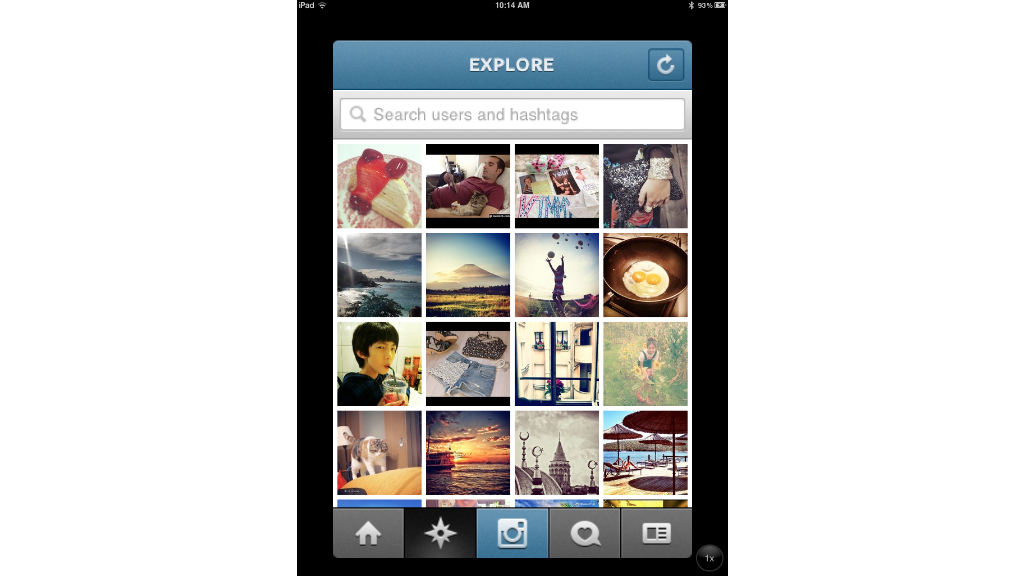 iPad
10:14 AM
93%
EXPLORE
Search users and hashtags
1x